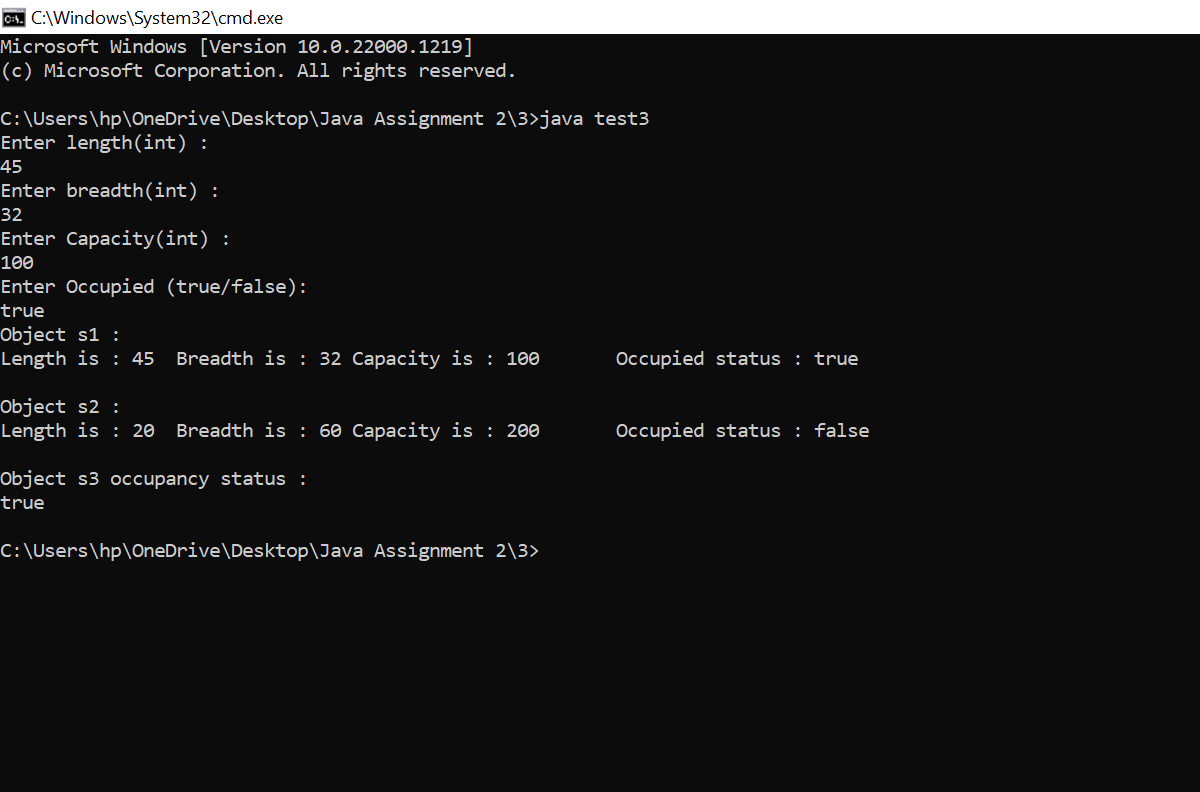 C:\Windows\System32\cmd.exe
Microsoft Windows [Version 10.0.22000.1219]
(c) Microsoft Corporation. All rights reserved.
C:\Users\hp\OneDrive\Desktop\Java Assignment 2\3>java test3
Enter length(int) :
45
Enter breadth(int) :
32
Enter Capacity(int) :
100
Enter Occupied (true/false):
true
Object s1 :
Length is : 45  Breadth is : 32 Capacity is : 100       Occupied status : true
Object s2 :
Length is : 20  Breadth is : 60 Capacity is : 200       Occupied status : false
Object s3 occupancy status :
true
C:\Users\hp\OneDrive\Desktop\Java Assignment 2\3>